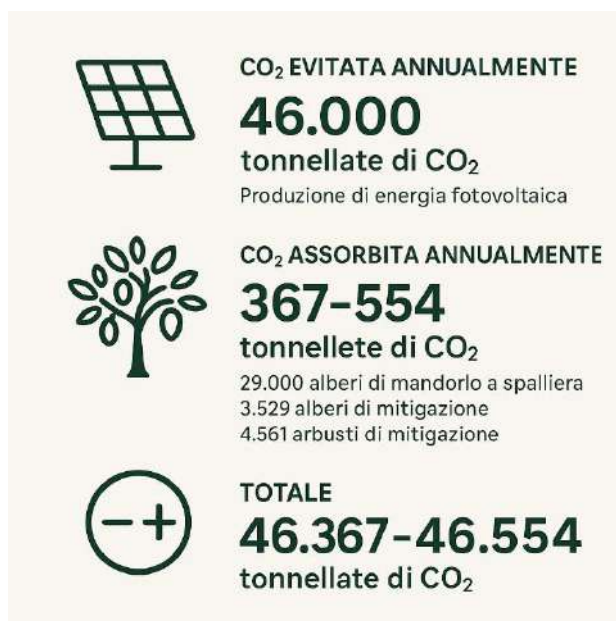 CO₂ EVITATA ANNUALMENTE
46.000
tonnellate di CO₂
Produzione di energia fotovoltaica
CO₂ ASSORBITA ANNUALMENTE
367–554
tonnellete di CO₂
29.000 alberi di mandorlo a spalliera
3.529 alberi di mitigazione
4.561 arbusti di mitigazione
TOTALE
46.367–46.554
tonnellate di CO₂